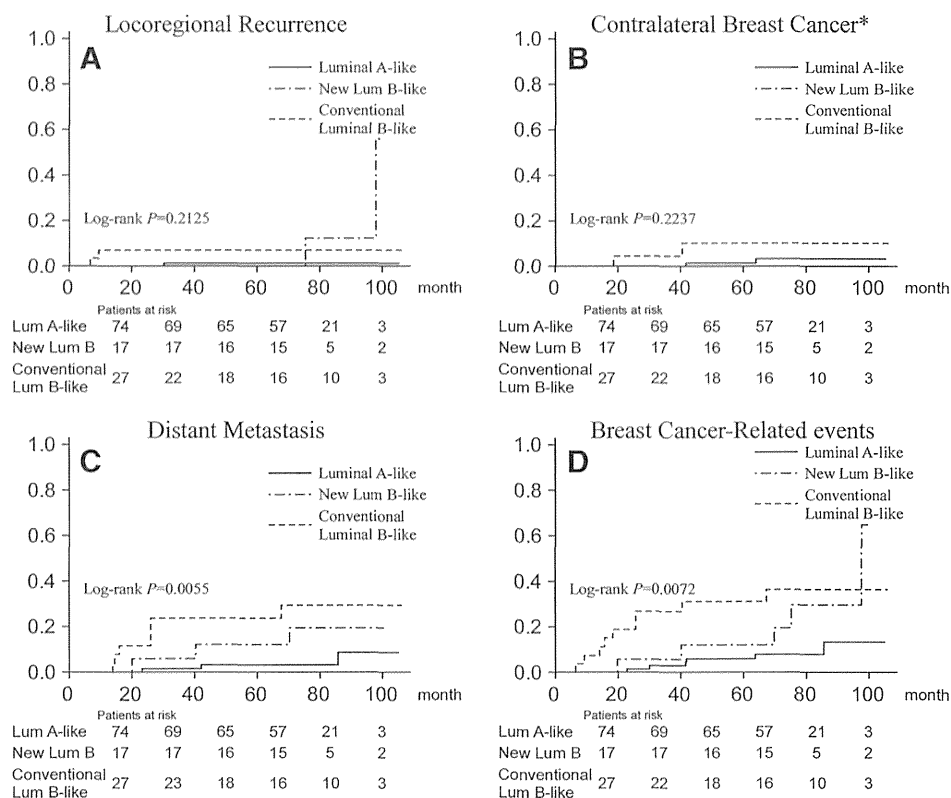 Locoregional Recurrence
A
1.0
0.8
0.6
0.4
0.2
0.0
Luminal A-like
New Lum B-like
Conventional
Luminal B-like
Log-rank P=0.2125
0 20 40 60 80 100 month
Patients at risk
Lum A-like 74 69 65 57 21 3
New Lum B 17 17 16 15 5 2
Conventional
Lum B-like 27 22 18 16 10 3
Contralateral Breast Cancer*
B
1.0
0.8
0.6
0.4
0.2
0.0
Luminal A-like
New Lum B-like
Conventional
Luminal B-like
Log-rank P=0.2237
0 20 40 60 80 100 month
Patients at risk
Lum A-like 74 69 65 57 21 3
New Lum B 17 17 16 15 5 2
Conventional
Lum B-like 27 22 18 16 10 3
Distant Metastasis
C
1.0
0.8
0.6
0.4
0.2
0.0
Luminal A-like
New Lum B-like
Conventional
Luminal B-like
Log-rank P=0.0055
0 20 40 60 80 100 month
Patients at risk
Lum A-like 74 69 65 57 21 3
New Lum B 17 17 16 15 5 2
Conventional
Lum B-like 27 23 18 16 10 3
Breast Cancer-Related events
D
1.0
0.8
0.6
0.4
0.2
0.0
Luminal A-like
New Lum B-like
Conventional
Luminal B-like
Log-rank P=0.0072
0 20 40 60 80 100 month
Patients at risk
Lum A-like 74 69 65 57 21 3
New Lum B 17 17 16 15 5 2
Conventional
Lum B-like 27 22 18 16 10 3